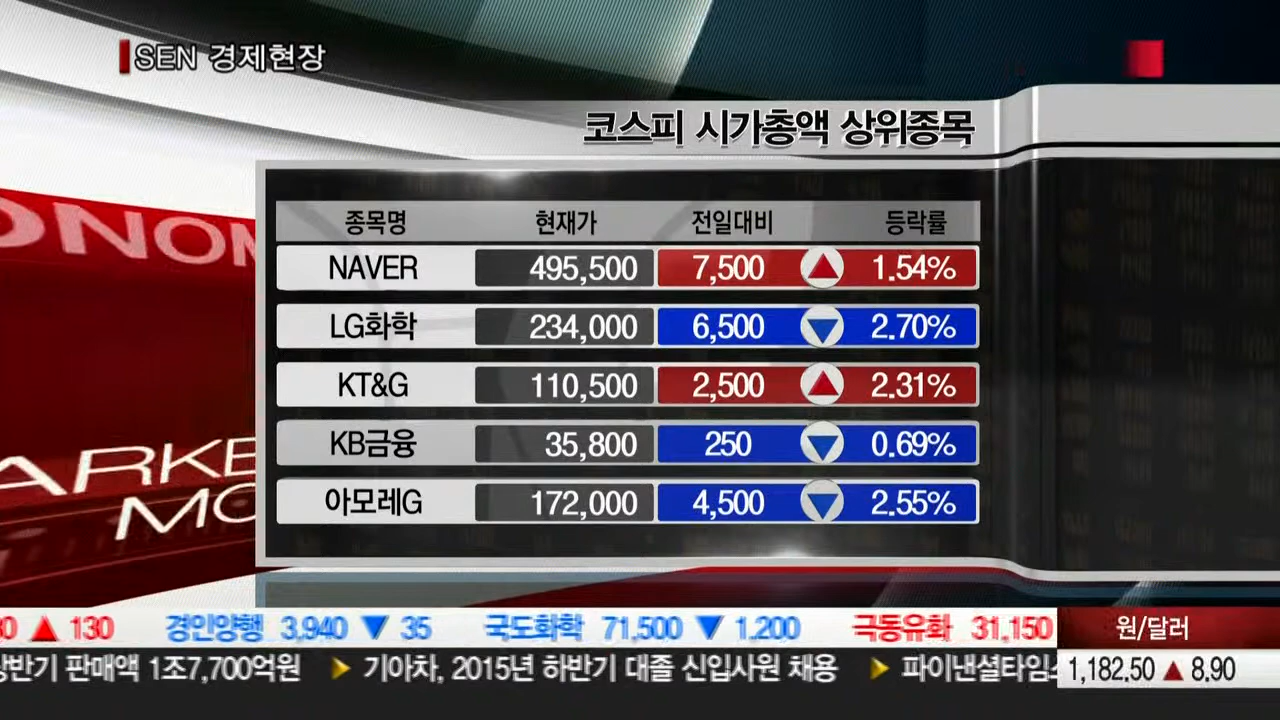 SEN 경제현장
코스피 시가총액 상위종목
종목명 현재가 전일대비 등락률
NAVER 495,500 7,500 ▲ 1.54%
LG화학 234,000 6,500 ▼ 2.70%
KT&G 110,500 2,500 ▲ 2.31%
KB금융 35,800 250 ▼ 0.69%
아모레G 172,000 4,500 ▼ 2.55%
ONOM
ARKE
MO
0 ▲ 130 경인양행 3,940 ▼ 35 국도화학 71,500 ▼ 1,200 극동유화 31,150
원/달러
상반기 판매액 1조7,700억원 ▶ 기아차, 2015년 하반기 대졸 신입사원 채용 ▶ 파이낸셜타임
1,182.50 ▲ 8.90